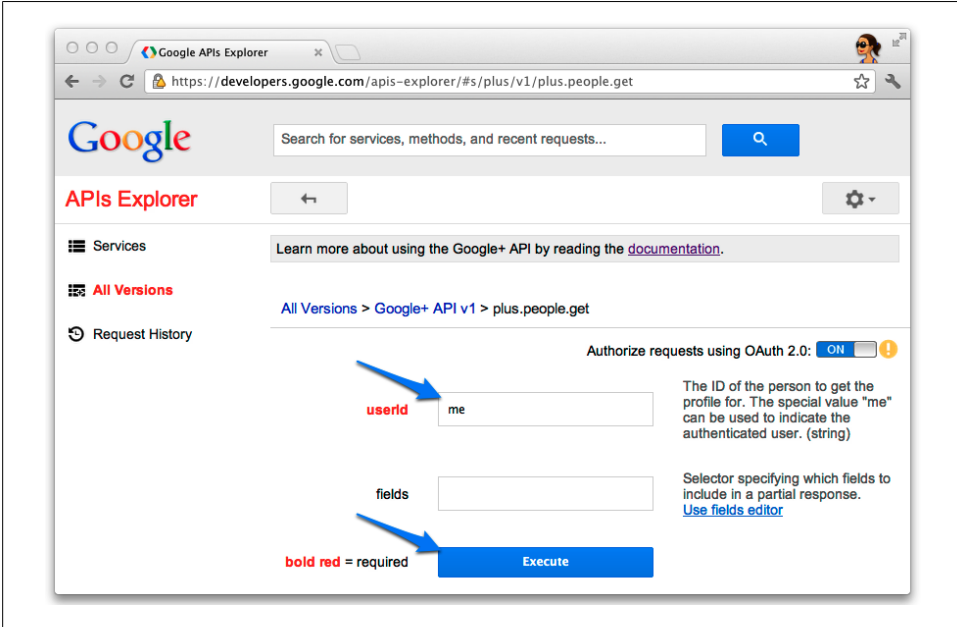 Google APIs Explorer
https://developers.google.com/apis-explorer/#s/plus/v1/plus.people.get
Google
Search for services, methods, and recent requests...
APIs Explorer
Services
Learn more about using the Google+ API by reading the documentation.
All Versions
All Versions > Google+ API v1 > plus.people.get
Request History
Authorize requests using OAuth 2.0: ON
userId
me
The ID of the person to get the
profile for. The special value "me"
can be used to indicate the
authenticated user. (string)
fields
Selector specifying which fields to
include in a partial response.
Use fields editor
bold red = required
Execute